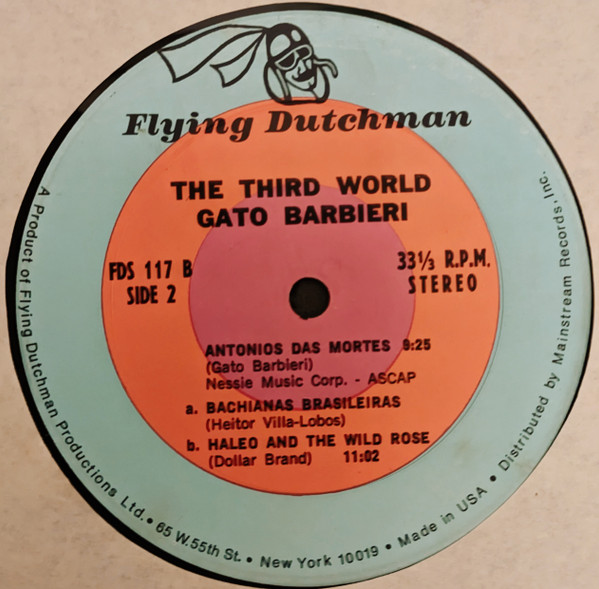 Flying Dutchman
THE THIRD WORLD
GATO BARBIERI
FDS 117 B
SIDE 2
33⅓ R.P.M.
STEREO
ANTONIOS DAS MORTES 9:25
(Gato Barbieri)
Nessie Music Corp. - ASCAP
a. BACHIANAS BRASILEIRAS
(Heitor Villa-Lobos)
b. HALEO AND THE WILD ROSE
(Dollar Brand) 11:02
A Product of Flying Dutchman Productions Ltd. • 65 W. 55th St. • New York 10019 • Made in USA • Distributed by Mainstream Records, Inc.